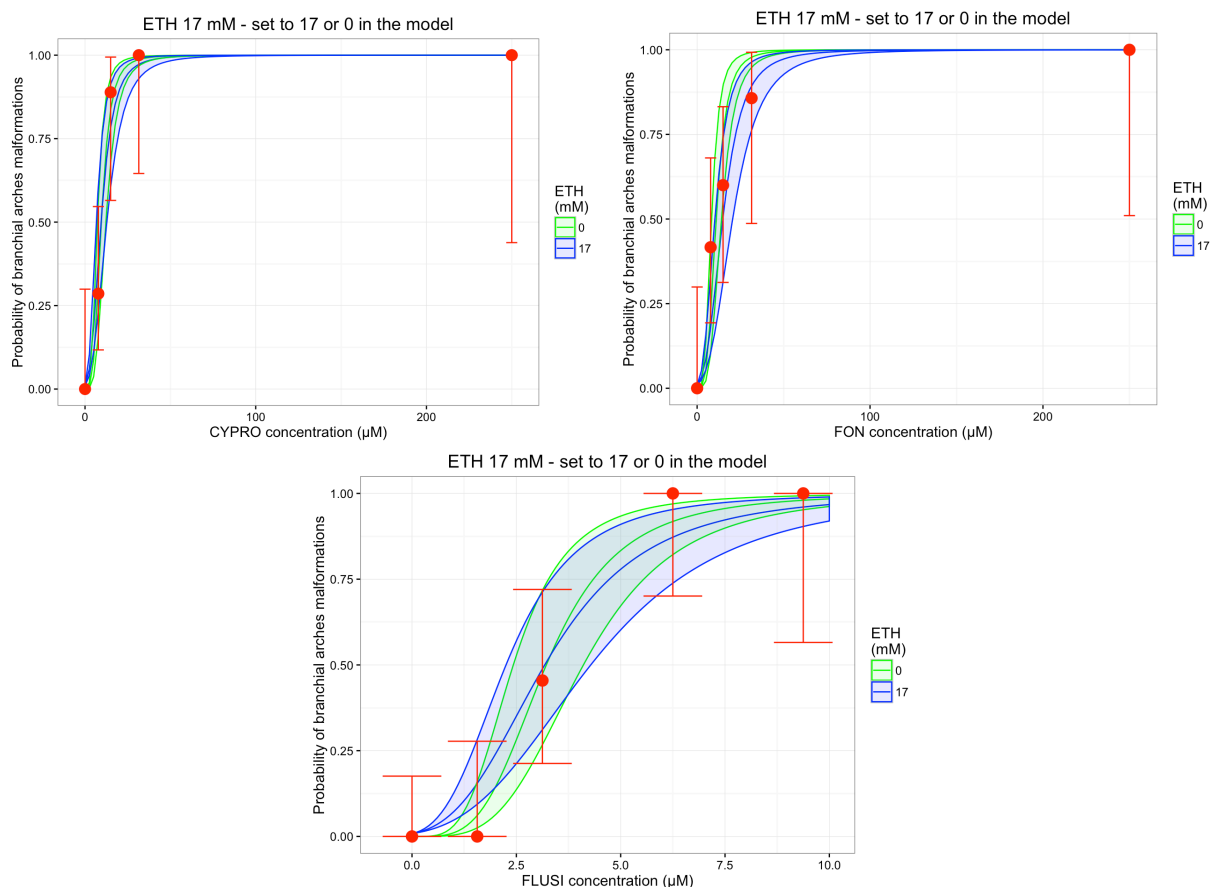 ETH 17 mM - set to 17 or 0 in the model
Probability of branchial arches malformations
1.00
0.75
0.50
0.25
0.00
0
100
200
CYPRO concentration (µM)
ETH
(mM)
0
17
ETH 17 mM - set to 17 or 0 in the model
Probability of branchial arches malformations
1.00
0.75
0.50
0.25
0.00
0
100
200
FON concentration (µM)
ETH
(mM)
0
17
ETH 17 mM - set to 17 or 0 in the model
Probability of branchial arches malformations
1.00
0.75
0.50
0.25
0.00
0.0
2.5
5.0
7.5
10.0
FLUSI concentration (µM)
ETH
(mM)
0
17